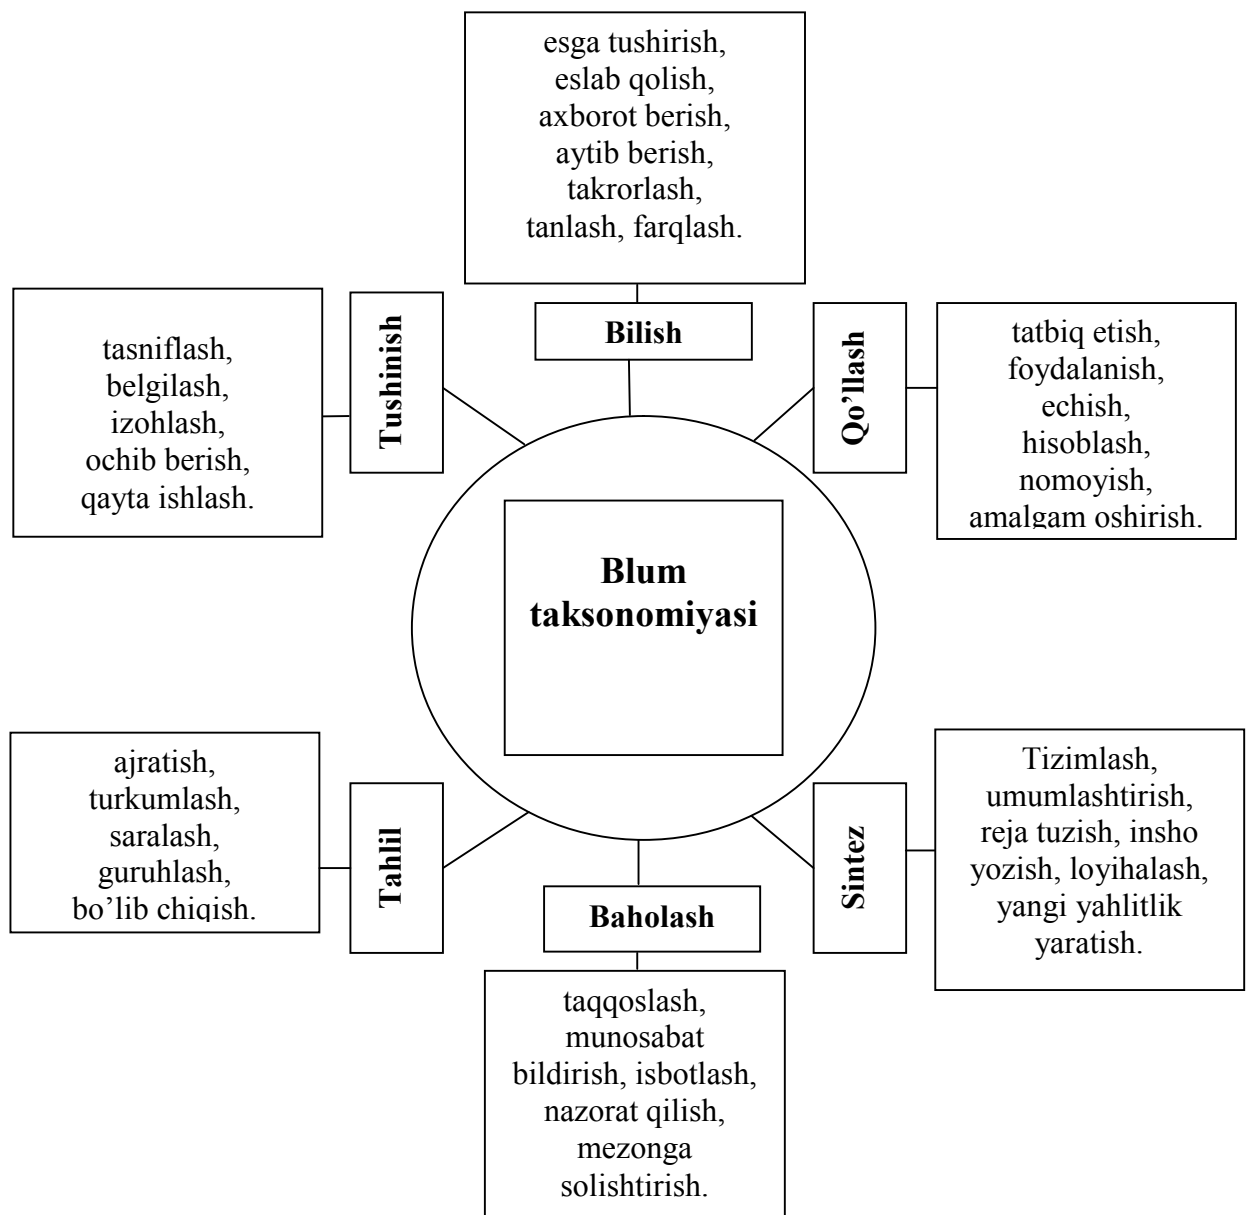 esga tushirish,
eslab qolish,
axborot berish,
aytib berish,
takrorlash,
tanlash, farqlash.
Bilish
tasniflash,
belgilash,
izohlash,
ochib berish,
qayta ishlash.
Tushinish
Qo’llash
tatbiq etish,
foydalanish,
echish,
hisoblash,
nomoyish,
amalgam oshirish.
Blum
taksonomiyasi
ajratish,
turkumlash,
saralash,
guruhlash,
bo’lib chiqish.
Tahlil
Sintez
Tizimlash,
umumlashtirish,
reja tuzish, insho
yozish, loyihalash,
yangi yahlitlik
yaratish.
Baholash
taqqoslash,
munosabat
bildirish, isbotlash,
nazorat qilish,
mezonga
solishtirish.